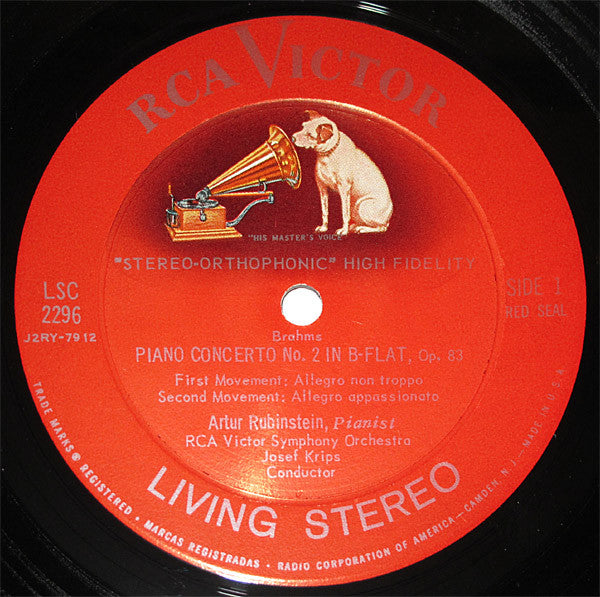 RCA VICTOR
"HIS MASTER'S VOICE"
"STEREO-ORTHOPHONIC" HIGH FIDELITY
LSC
2296
J2RY-7912
SIDE 1
RED SEAL
Brahms
PIANO CONCERTO No. 2 IN B-FLAT, Op. 83
First Movement: Allegro non troppo
Second Movement: Allegro appassionato
Artur Rubinstein, Pianist
RCA Victor Symphony Orchestra
Josef Krips
Conductor
LIVING STEREO
TRADE MARKS ® REGISTERED • MARCAS REGISTRADAS • RADIO CORPORATION OF AMERICA—CAMDEN, N. J.—MADE IN U.S.A.